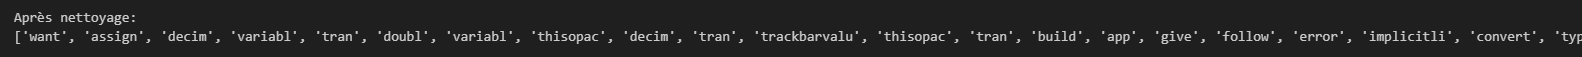 Après nettoyage:
['want', 'assign', 'decim', 'variabl', 'tran', 'doubl', 'variabl', 'thisopac', 'decim', 'tran', 'trackbarvalu', 'thisopac', 'tran', 'build', 'app', 'give', 'follow', 'error', 'implicitli', 'convert', 'typ